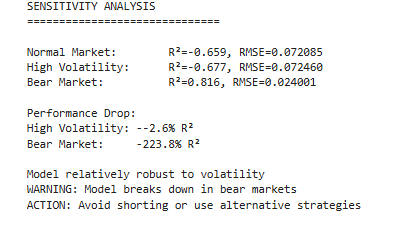 SENSITIVITY ANALYSIS
==============================
Normal Market: R²=-0.659, RMSE=0.072085
High Volatility: R²=-0.677, RMSE=0.072460
Bear Market: R²=0.816, RMSE=0.024001
Performance Drop:
High Volatility: --2.6% R²
Bear Market: -223.8% R²
Model relatively robust to volatility
WARNING: Model breaks down in bear markets
ACTION: Avoid shorting or use alternative strategies